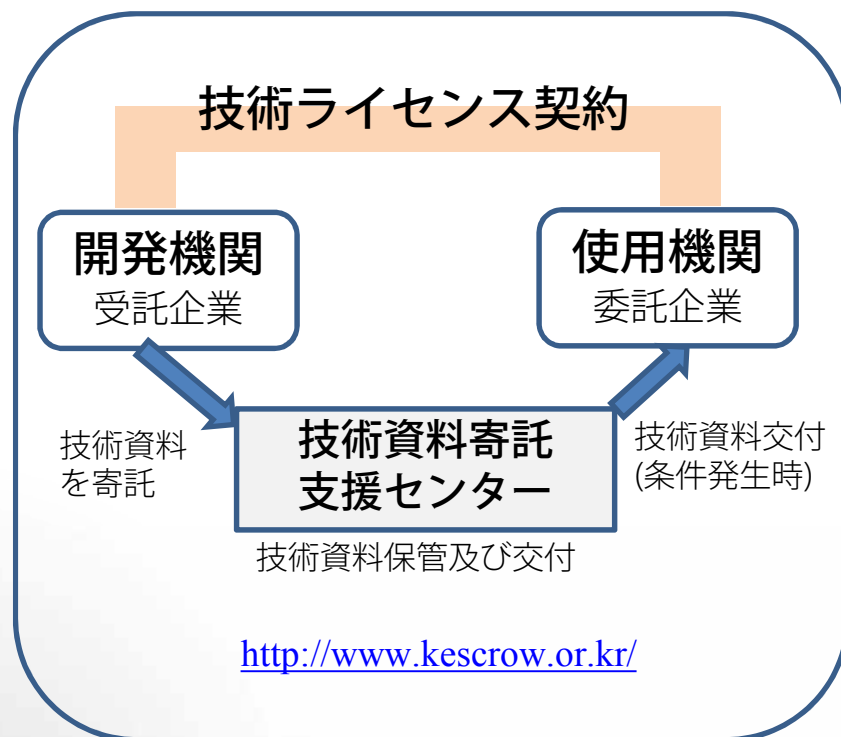 技術ライセンス契約
開発機関
受託企業
使用機関
委託企業
技術資料
を寄託
技術資料寄託
支援センター
技術資料交付
(条件発生時)
技術資料保管及び交付
http://www.kescrow.or.kr/